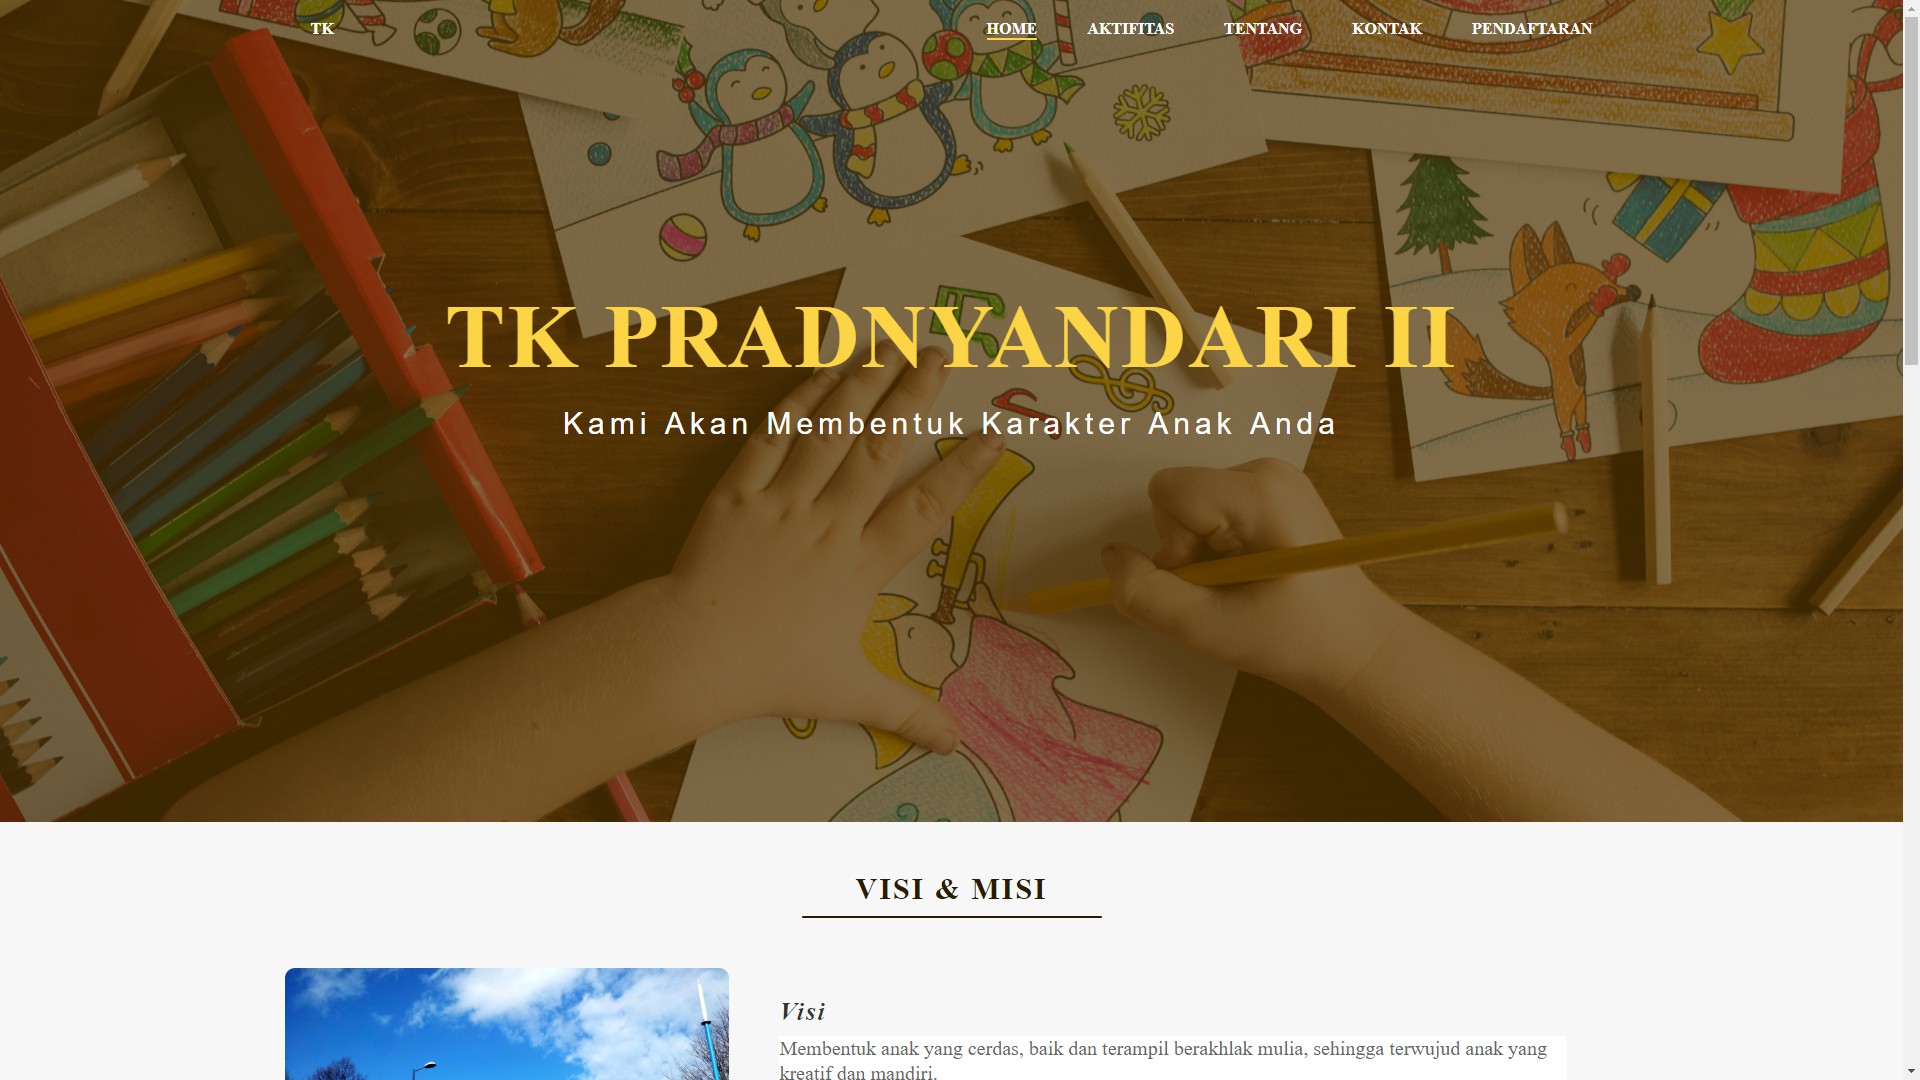 TK
HOME AKTIFITAS TENTANG KONTAK PENDAFTARAN
TK PRADNYANDARI II
Kami Akan Membentuk Karakter Anak Anda
VISI & MISI
Visi
Membentuk anak yang cerdas, baik dan terampil berakhlak mulia, sehingga terwujud anak yang
kreatif dan mandiri.